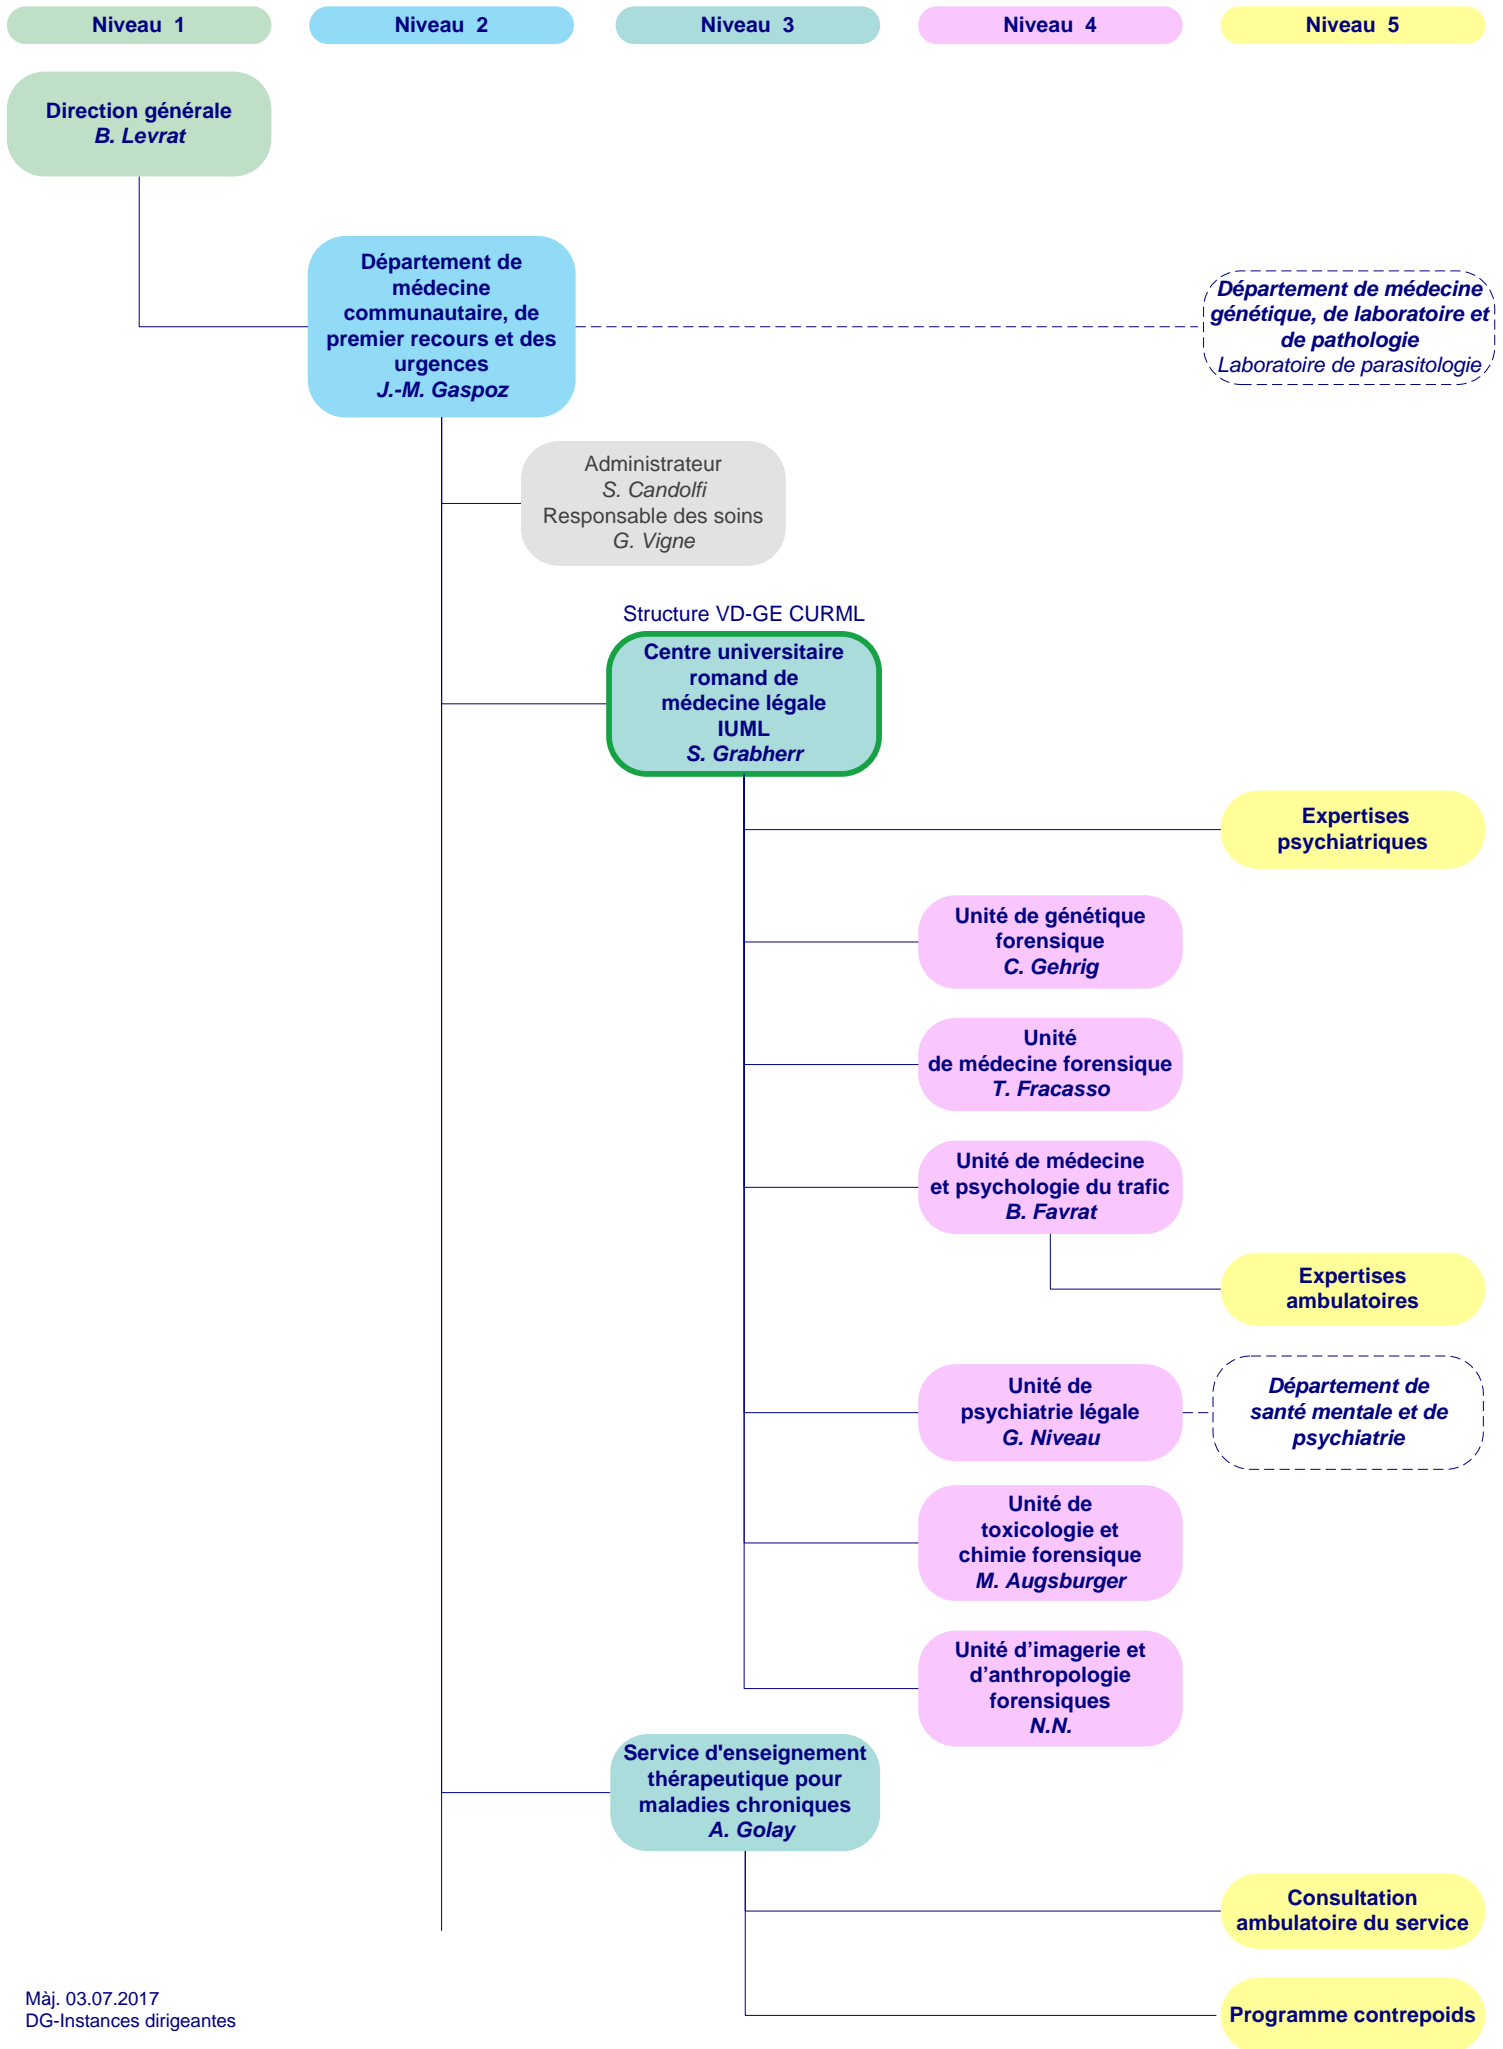 Niveau  1
Niveau  2
Niveau  3
Niveau  4
Niveau  5
Direction générale
B. Levrat
Département de
médecine
communautaire, de
premier recours et des
urgences
J.-M. Gaspoz
Département de médecine
génétique, de laboratoire et
de pathologie
Laboratoire de parasitologie
Administrateur
S. Candolfi
Responsable des soins
G. Vigne
Structure VD-GE CURML
Centre universitaire
romand de
médecine légale
IUML
S. Grabherr
Expertises
psychiatriques
Unité de génétique
forensique
C. Gehrig
Unité
de médecine forensique
T. Fracasso
Unité de médecine
et psychologie du trafic
B. Favrat
Expertises
ambulatoires
Unité de
psychiatrie légale
G. Niveau
Département de
santé mentale et de
psychiatrie
Unité de
toxicologie et
chimie forensique
M. Augsburger
Unité d’imagerie et
d’anthropologie
forensiques
N.N.
Service d'enseignement
thérapeutique pour
maladies chroniques
A. Golay
Consultation
ambulatoire du service
Programme contrepoids
Màj. 03.07.2017
DG-Instances dirigeantes